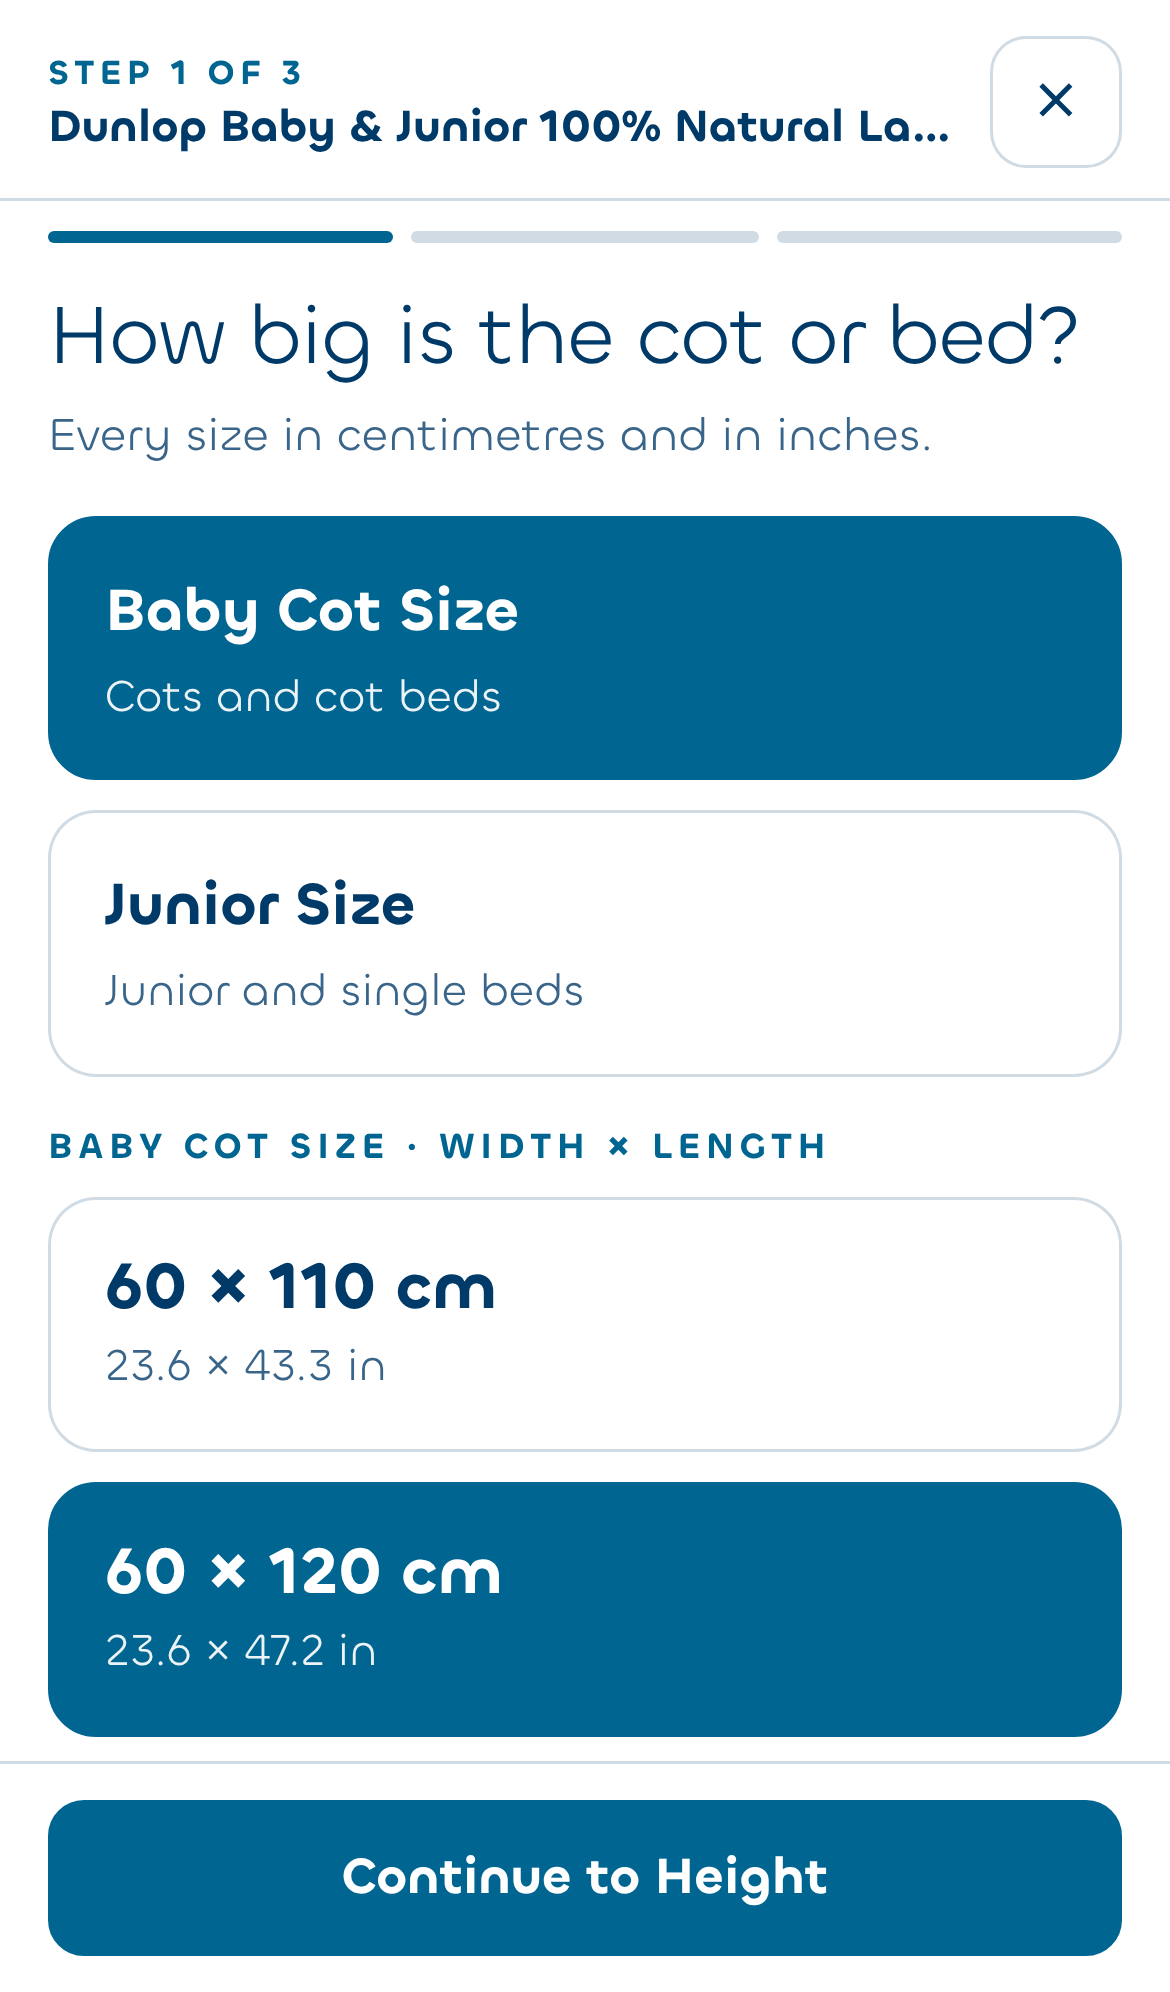 STEP 1 OF 3
Dunlop Baby & Junior 100% Natural La...
How big is the cot or bed?
Every size in centimetres and in inches.
Baby Cot Size
Cots and cot beds
Junior Size
Junior and single beds
BABY COT SIZE · WIDTH × LENGTH
60 × 110 cm
23.6 × 43.3 in
60 × 120 cm
23.6 × 47.2 in
Continue to Height